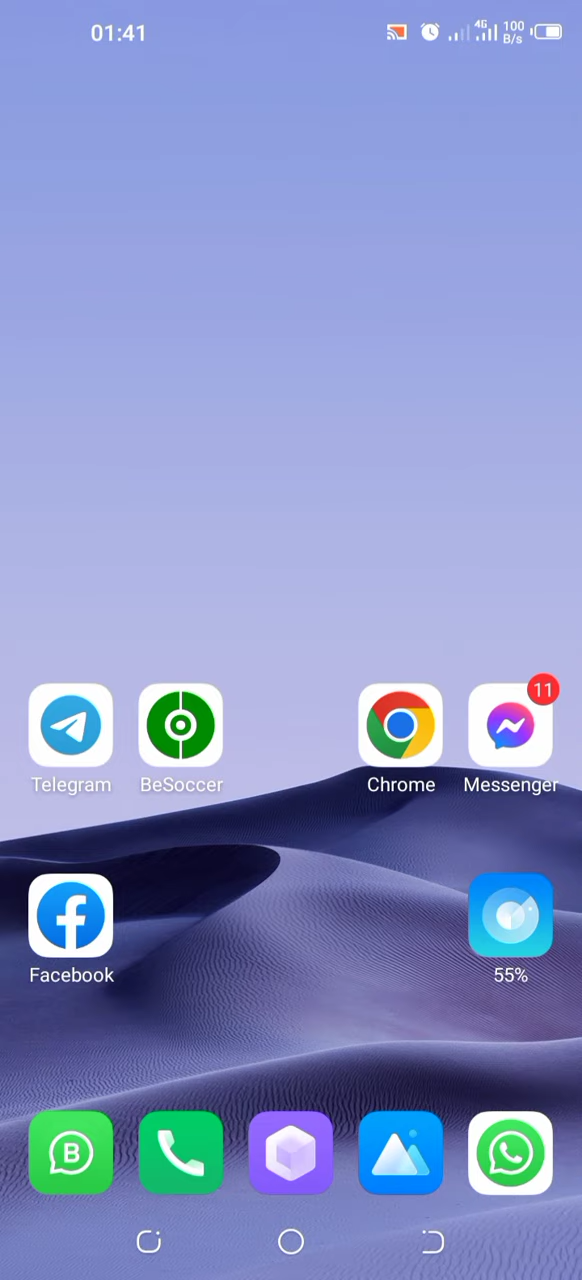 01:41
4G 100
B/s
11
Telegram BeSoccer Chrome Messenger
Facebook 55%
B